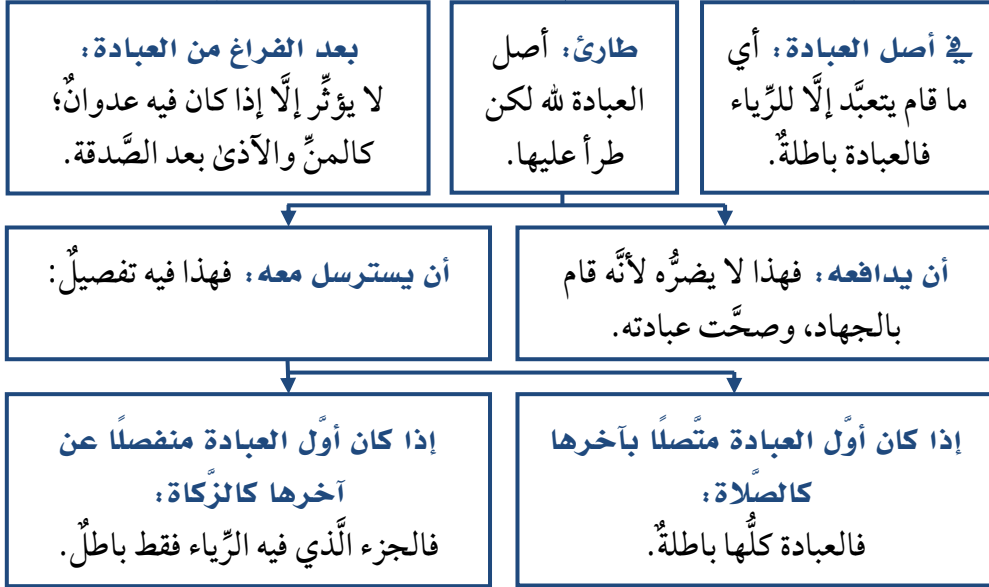 في أصل العبادة: أي
ما قام يتعبَّد إلَّا للرِّياء
فالعبادة باطلةٌ.
طارئ: أصل
العبادة لله لكن
طرأ عليها.
بعد الفراغ من العبادة:
لا يؤثِّر إلَّا إذا كان فيه عدوانٌ؛
كالمنِّ والآذىٰ بعد الصَّدقة.
أن يدافعه: فهذا لا يضرُّه لأنَّه قام
بالجهاد، وصحَّت عبادته.
أن يسترسل معه: فهذا فيه تفصيلٌ:
إذا كان أوَّل العبادة متَّصلًا بآخرها
كالصَّلاة:
فالعبادة كلُّها باطلةٌ.
إذا كان أوَّل العبادة منفصلًا عن
آخرها كالزَّكاة:
فالجزء الَّذي فيه الرِّياء فقط باطلٌ.